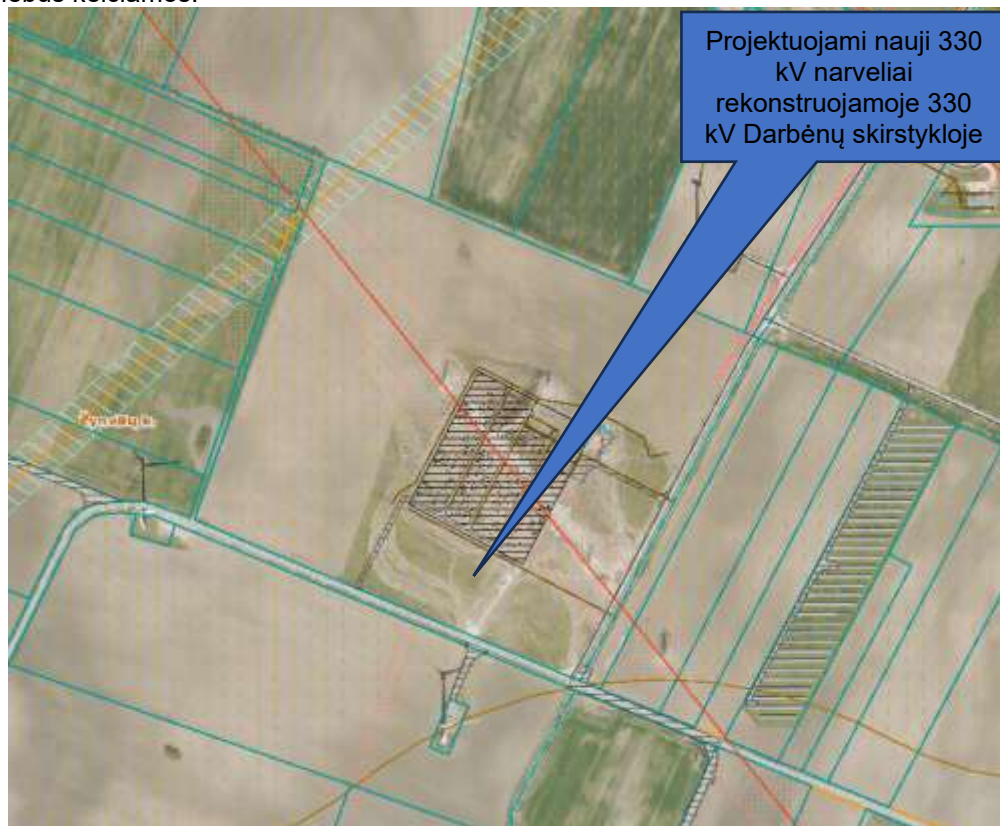 Projektuojami nauji 330
kV narveliai
rekonstruojamoje 330
kV Darbėnų skirstykloje